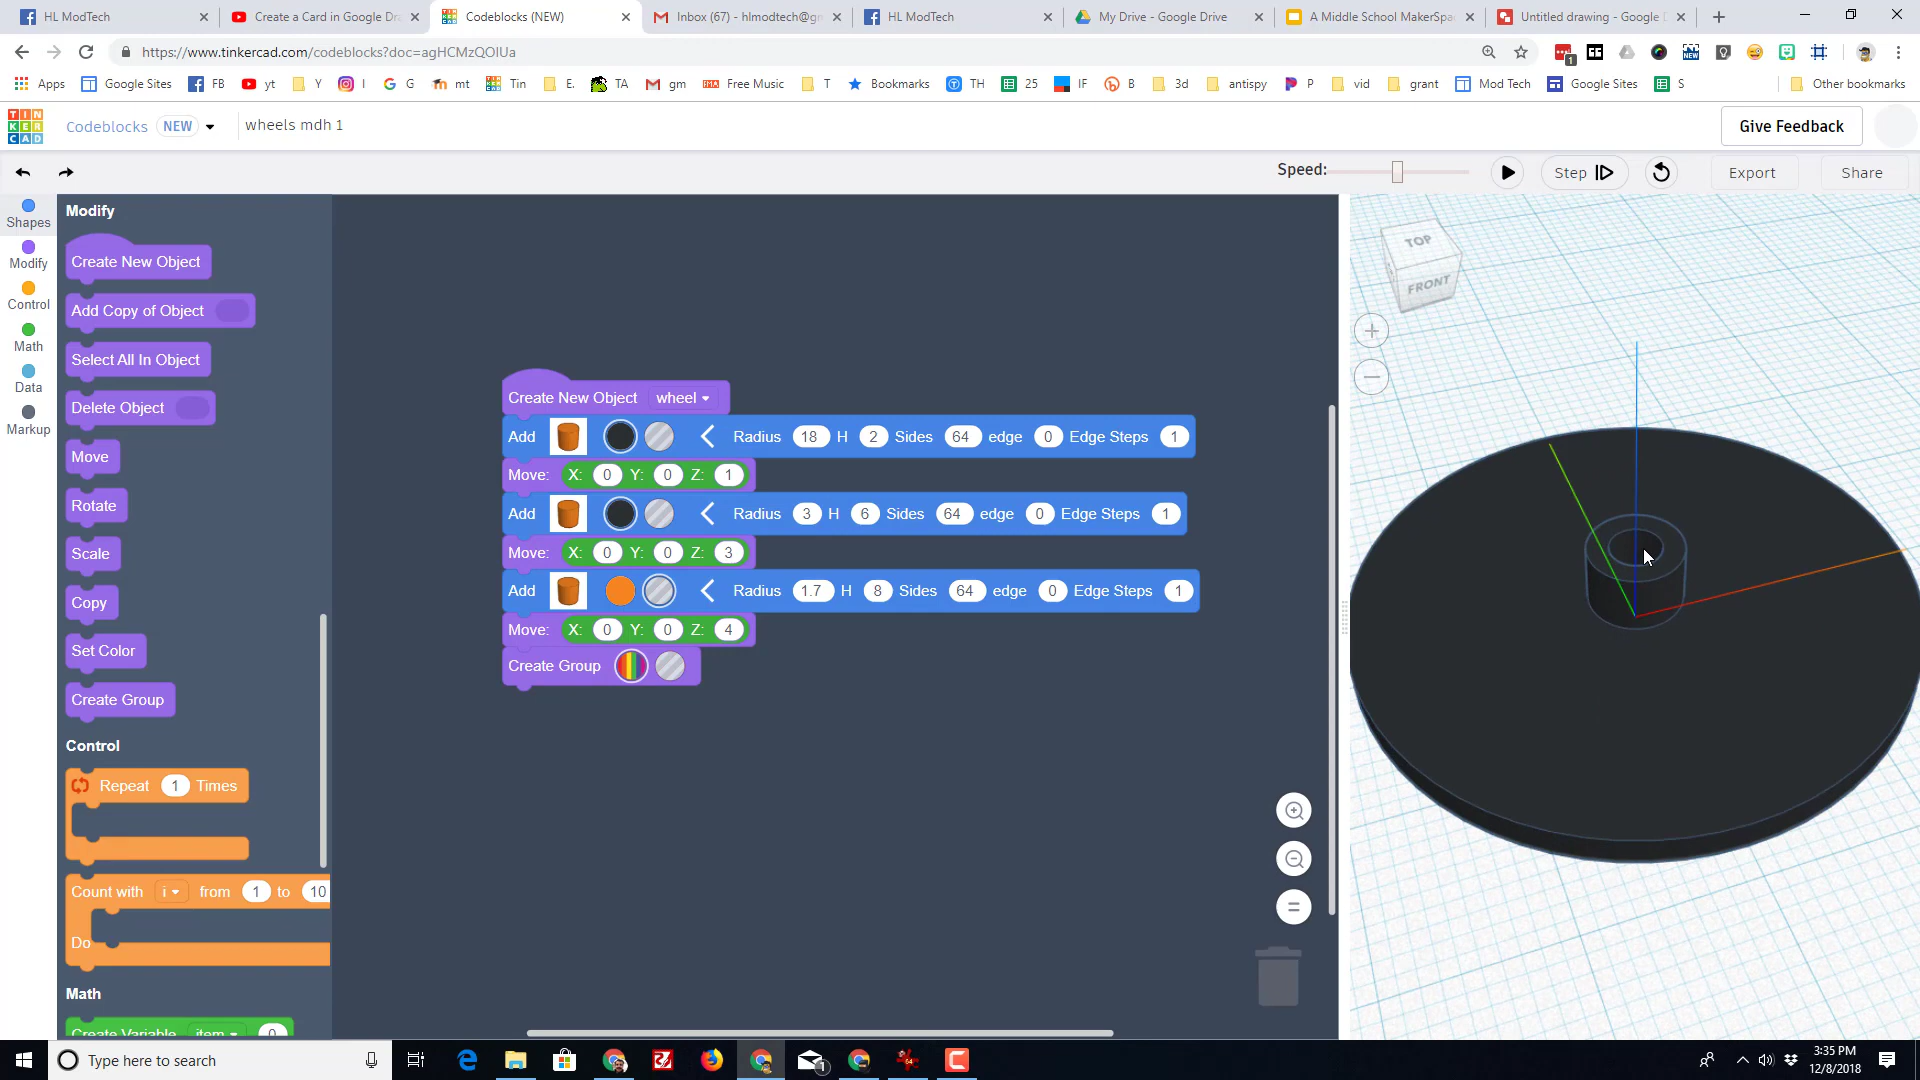 HL ModTech
Create a Card in Google Dra
Codeblocks (NEW)
Inbox (67) - hlmodtech@gm
HL ModTech
My Drive - Google Drive
A Middle School MakerSpa
Untitled drawing - Google D
https://www.tinkercad.com/codeblocks?doc=agHCMzQOIUa
Apps Google Sites FB yt Y I G mt Tin E. TA gm Free Music T Bookmarks TH 25 IF B 3d antispy P vid grant Mod Tech Google Sites S Other bookmarks
TIN
KER
CAD
Codeblocks NEW wheels mdh 1
Give Feedback
Speed:
Step
Export
Share
Shapes
Modify
Control
Math
Data
Markup
Modify
Create New Object
Add Copy of Object
Select All In Object
Delete Object
Move
Rotate
Scale
Copy
Set Color
Create Group
Control
Repeat 1 Times
Count with i from 1 to 10
Do
Math
Create Variable item 0
Create New Object wheel
Add Radius 18 H 2 Sides 64 edge 0 Edge Steps 1
Move: X: 0 Y: 0 Z: 1
Add Radius 3 H 6 Sides 64 edge 0 Edge Steps 1
Move: X: 0 Y: 0 Z: 3
Add Radius 1.7 H 8 Sides 64 edge 0 Edge Steps 1
Move: X: 0 Y: 0 Z: 4
Create Group
TOP
FRONT
Type here to search
3:35 PM
12/8/2018